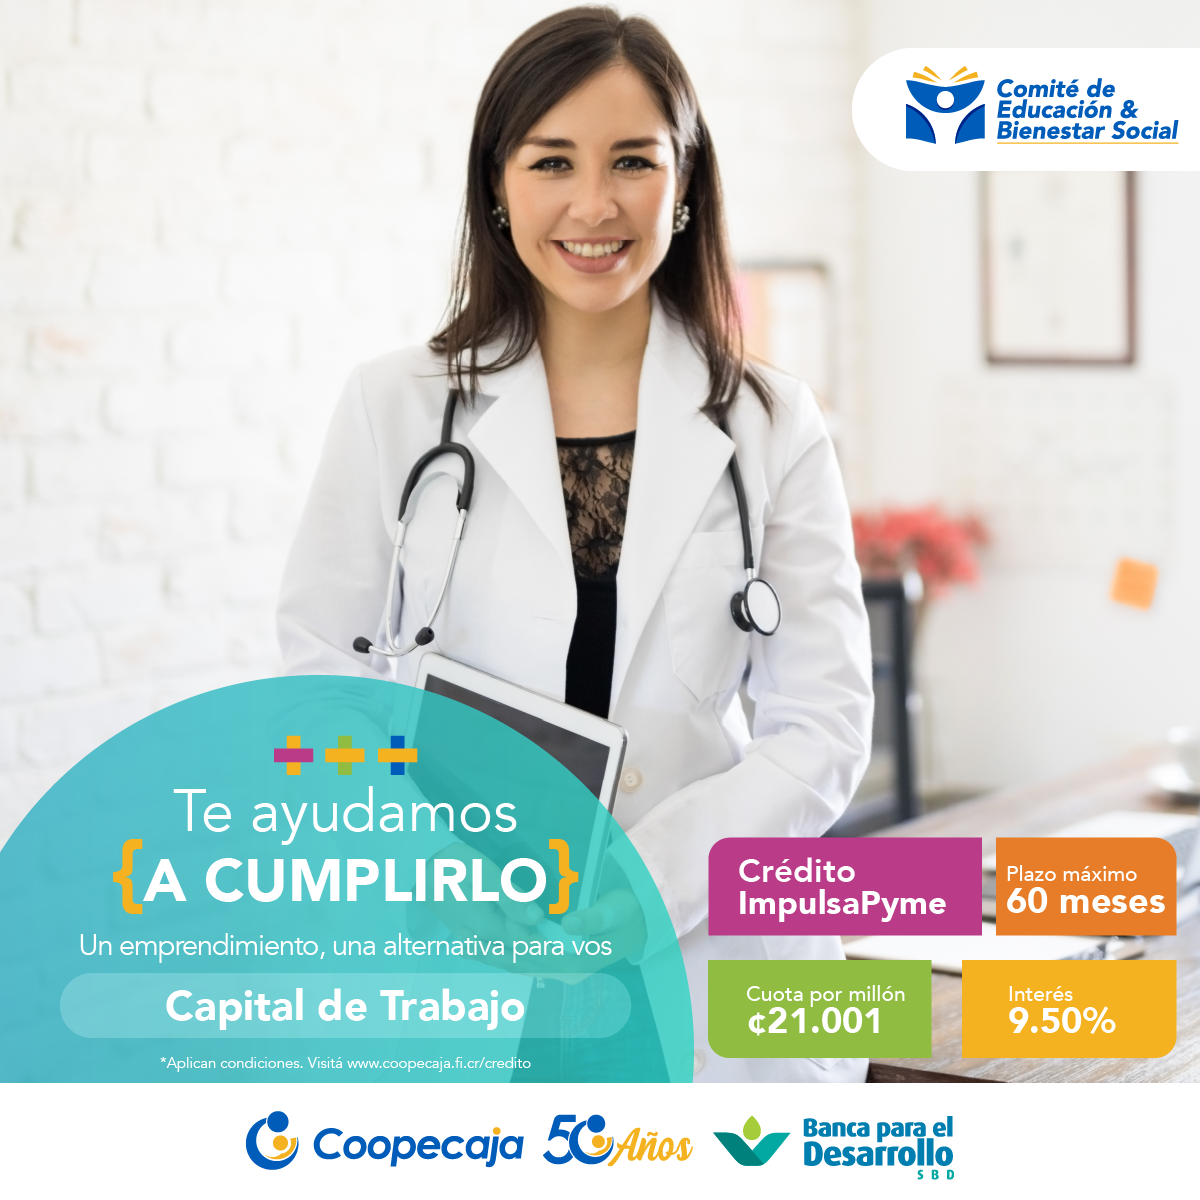 Comité de
Educación &
Bienestar Social
Te ayudamos
{A CUMPLIRLO}
Un emprendimiento, una alternativa para vos
Capital de Trabajo
*Aplican condiciones. Visitá www.coopecaja.fi.cr/credito
Crédito
ImpulsaPyme
Plazo máximo
60 meses
Cuota por millón
¢21.001
Interés
9.50%
Coopecaja
50 Años
Banca para el
Desarrollo
SBD